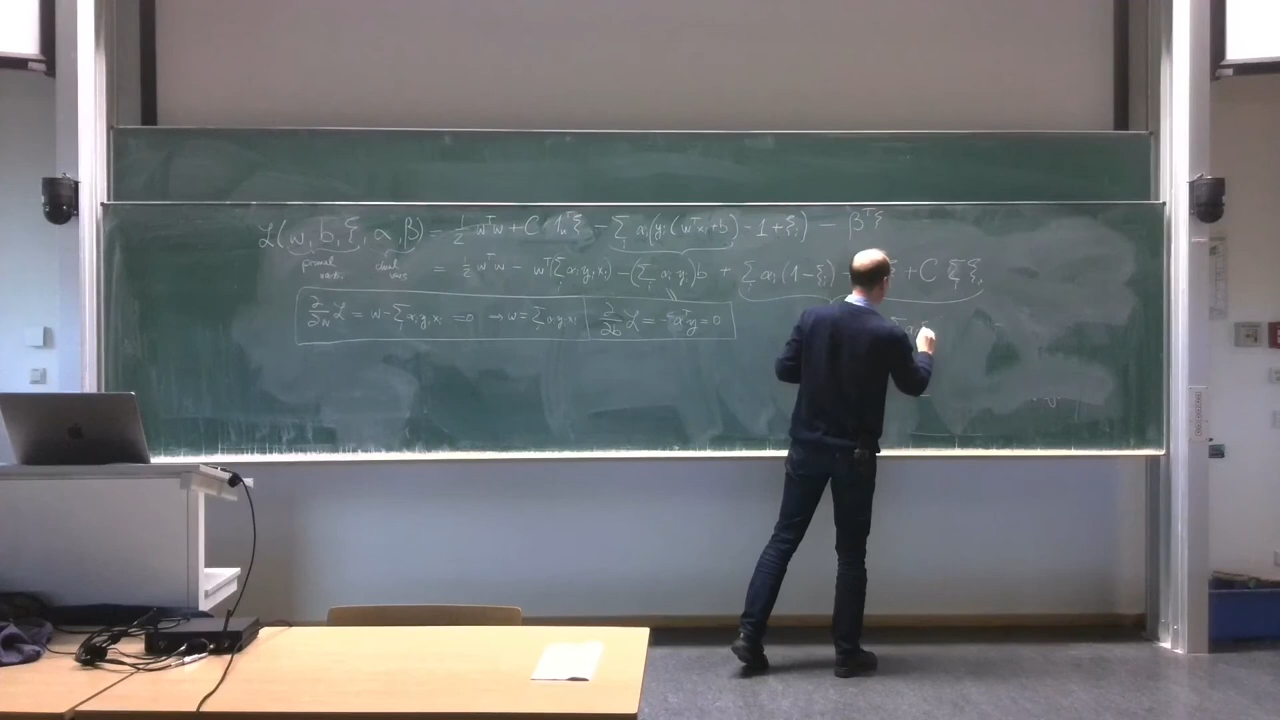 ℒ(w, b, ξ, α, β) = ½ wᵀw + C 1ₙᵀξ − Σᵢ αᵢ(yᵢ(wᵀxᵢ+b) − 1 + ξᵢ) − βᵀξ
primal vars. dual vars = ½ wᵀw − wᵀ(Σᵢ αᵢyᵢxᵢ) − (Σᵢ αᵢyᵢ)b + Σᵢ αᵢ(1−ξᵢ) + C Σ ξᵢ
∂/∂w ℒ = w − Σᵢ αᵢyᵢxᵢ = 0 → w = Σᵢ αᵢyᵢxᵢ ∂/∂b ℒ = − αᵀy = 0